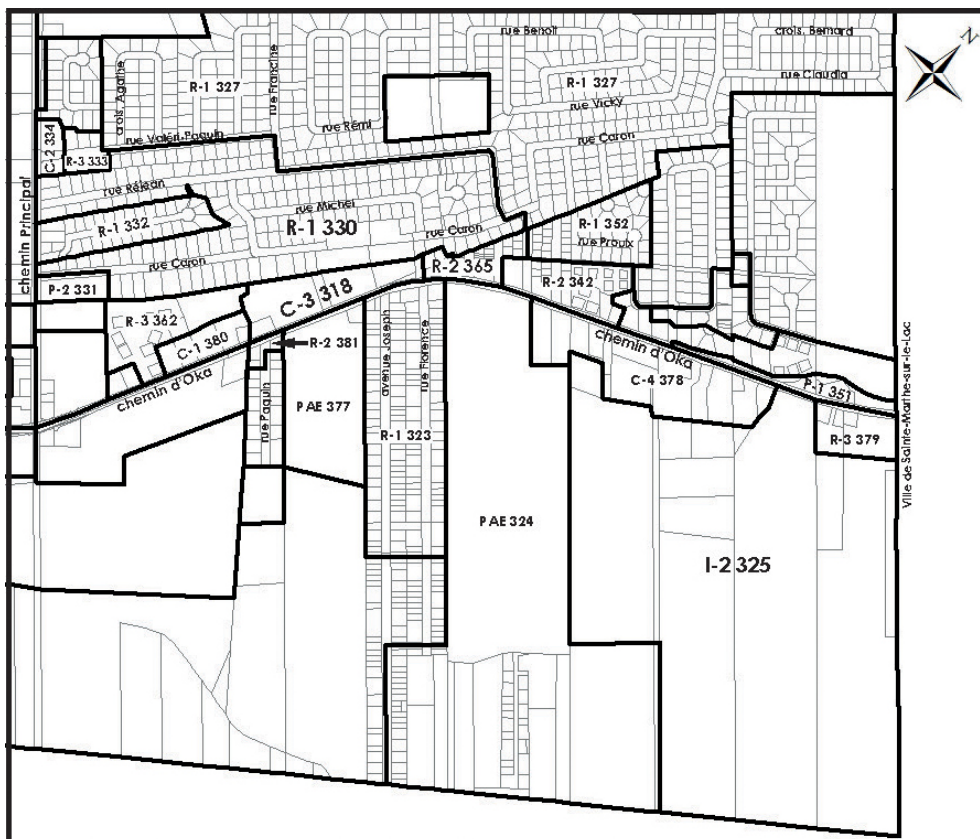 rue Benoit
crois. Bernard
N
rue Claudia
crois. Agathe
R-1 327
rue Francine
R-1 327
rue Vicky
rue Rémi
rue Caron
rue Valéri-Paquin
C-2 334
R-3 333
rue Réjean
rue Michel
R-1 332
R-1 330
rue Caron
R-1 352
rue Proulx
rue Caron
chemin Principal
P-2 331
R-2 365
R-2 342
C-3 318
R-3 362
C-1 380
R-2 381
chemin d'Oka
chemin d'Oka
avenue Joseph
rue Florence
rue Paquin
PAE 377
C-4 378
P-1 351
R-1 323
R-3 379
Ville de Sainte-Marthe-sur-le-Lac
PAE 324
I-2 325